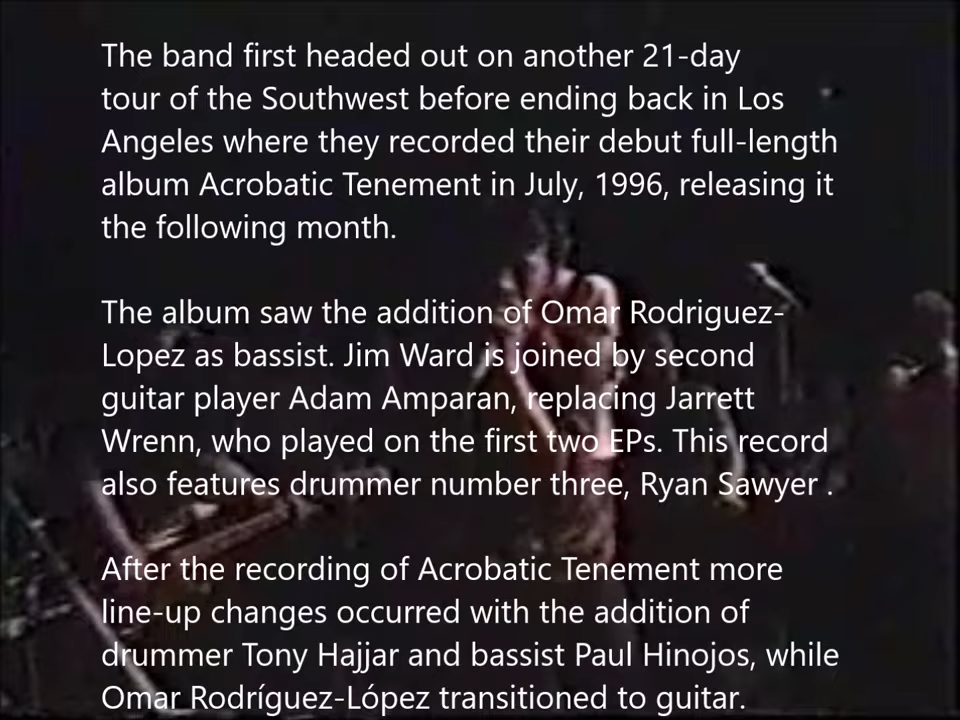 The band first headed out on another 21-day
tour of the Southwest before ending back in Los
Angeles where they recorded their debut full-length
album Acrobatic Tenement in July, 1996, releasing it
the following month.
The album saw the addition of Omar Rodriguez-
Lopez as bassist. Jim Ward is joined by second
guitar player Adam Amparan, replacing Jarrett
Wrenn, who played on the first two EPs. This record
also features drummer number three, Ryan Sawyer .
After the recording of Acrobatic Tenement more
line-up changes occurred with the addition of
drummer Tony Hajjar and bassist Paul Hinojos, while
Omar Rodríguez-López transitioned to guitar.